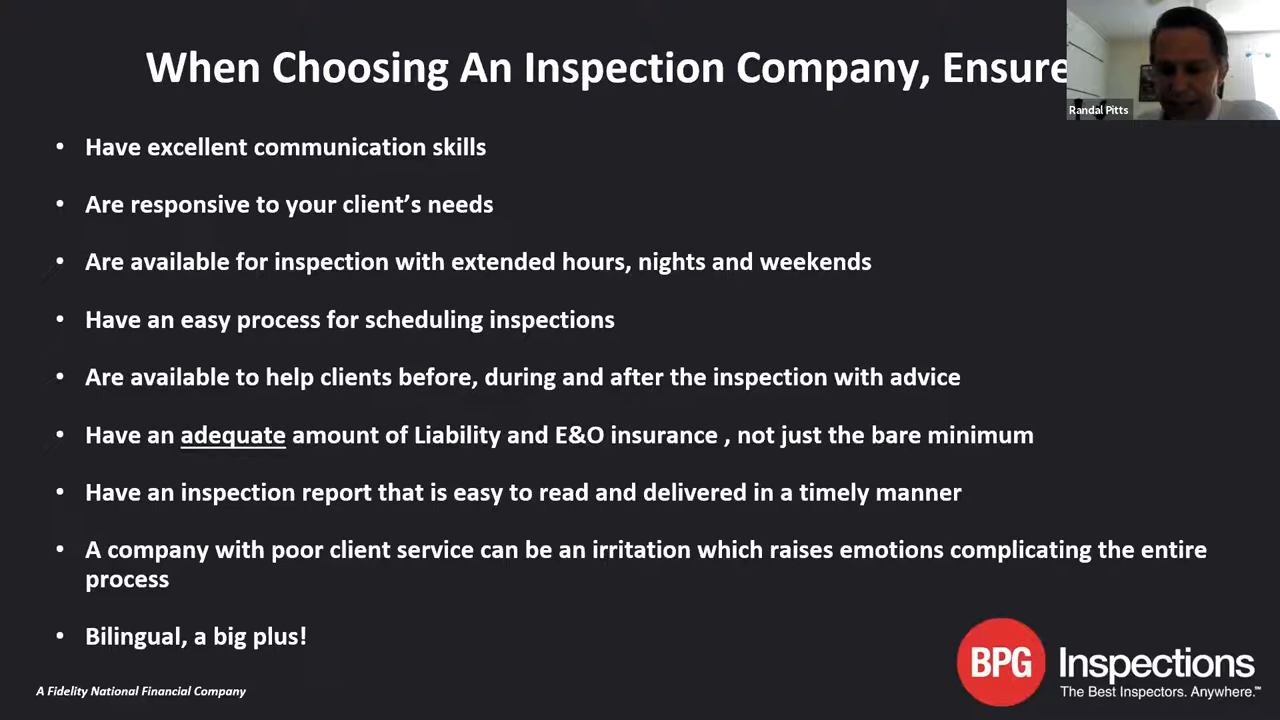 When Choosing An Inspection Company, Ensure
Randal Pitts
• Have excellent communication skills
• Are responsive to your client’s needs
• Are available for inspection with extended hours, nights and weekends
• Have an easy process for scheduling inspections
• Are available to help clients before, during and after the inspection with advice
• Have an adequate amount of Liability and E&O insurance , not just the bare minimum
• Have an inspection report that is easy to read and delivered in a timely manner
• A company with poor client service can be an irritation which raises emotions complicating the entire
process
• Bilingual, a big plus!
A Fidelity National Financial Company
BPG Inspections
The Best Inspectors. Anywhere.℠